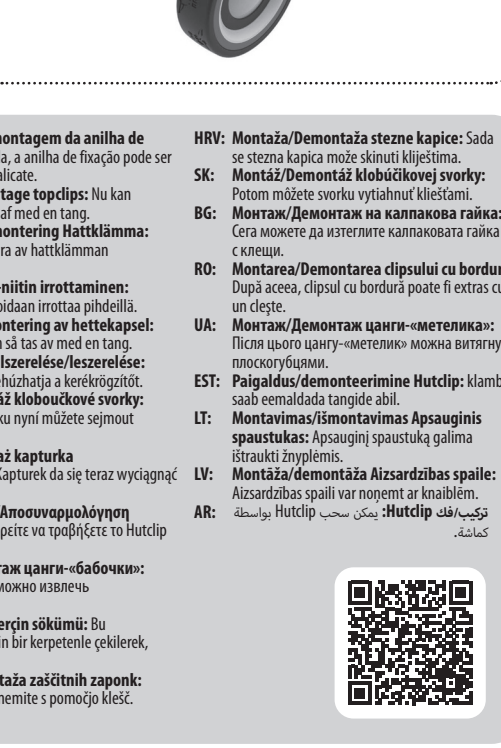 ontagem da anilha de
a, a anilha de fixação pode ser
alicate.
tage topclips: Nu kan
af med en tang.
ontering Hattklämma:
ra av hattklämman
-niitin irrottaminen:
oidaan irrottaa pihdeillä.
ntering av hettekapsel:
n så tas av med en tang.
lszerelése/leszerelése:
ehúzhatja a kerékrögzítőt.
áž kloboučkové svorky:
ku nyní můžete sejmout
aż kapturka
Kapturek da się teraz wyciągnąć
Αποσυναρμολόγηση
ρείτε να τραβήξετε το Hutclip
таж цанги-«бабочки»:
можно извлечь
erçin sökümü: Bu
in bir kerpetenle çekilerek,
taža zaščitnih zaponk:
nemite s pomočjo klešč.
HRV: Montaža/Demontaža stezne kapice: Sada
se stezna kapica može skinuti kliještima.
SK: Montáž/Demontáž klobúčikovej svorky:
Potom môžete svorku vytiahnuť kliešťami.
BG: Монтаж/Демонтаж на калпакова гайка:
Сега можете да изтеглите калпаковата гайка
с клещи.
RO: Montarea/Demontarea clipsului cu bordur
După aceea, clipsul cu bordură poate fi extras cu
un clește.
UA: Монтаж/Демонтаж цанги-«метелика»:
Після цього цангу-«метелик» можна витягну
плоскогубцями.
EST: Paigaldus/demonteerimine Hutclip: klamb
saab eemaldada tangide abil.
LT: Montavimas/išmontavimas Apsauginis
spaustukas: Apsauginį spaustuką galima
ištraukti žnyplėmis.
LV: Montāža/demontāža Aizsardzības spaile:
Aizsardzības spaili var noņemt ar knaiblēm.
AR: تركيب/فك Hutclip: يمكن سحب Hutclip بواسطة
كماشة.